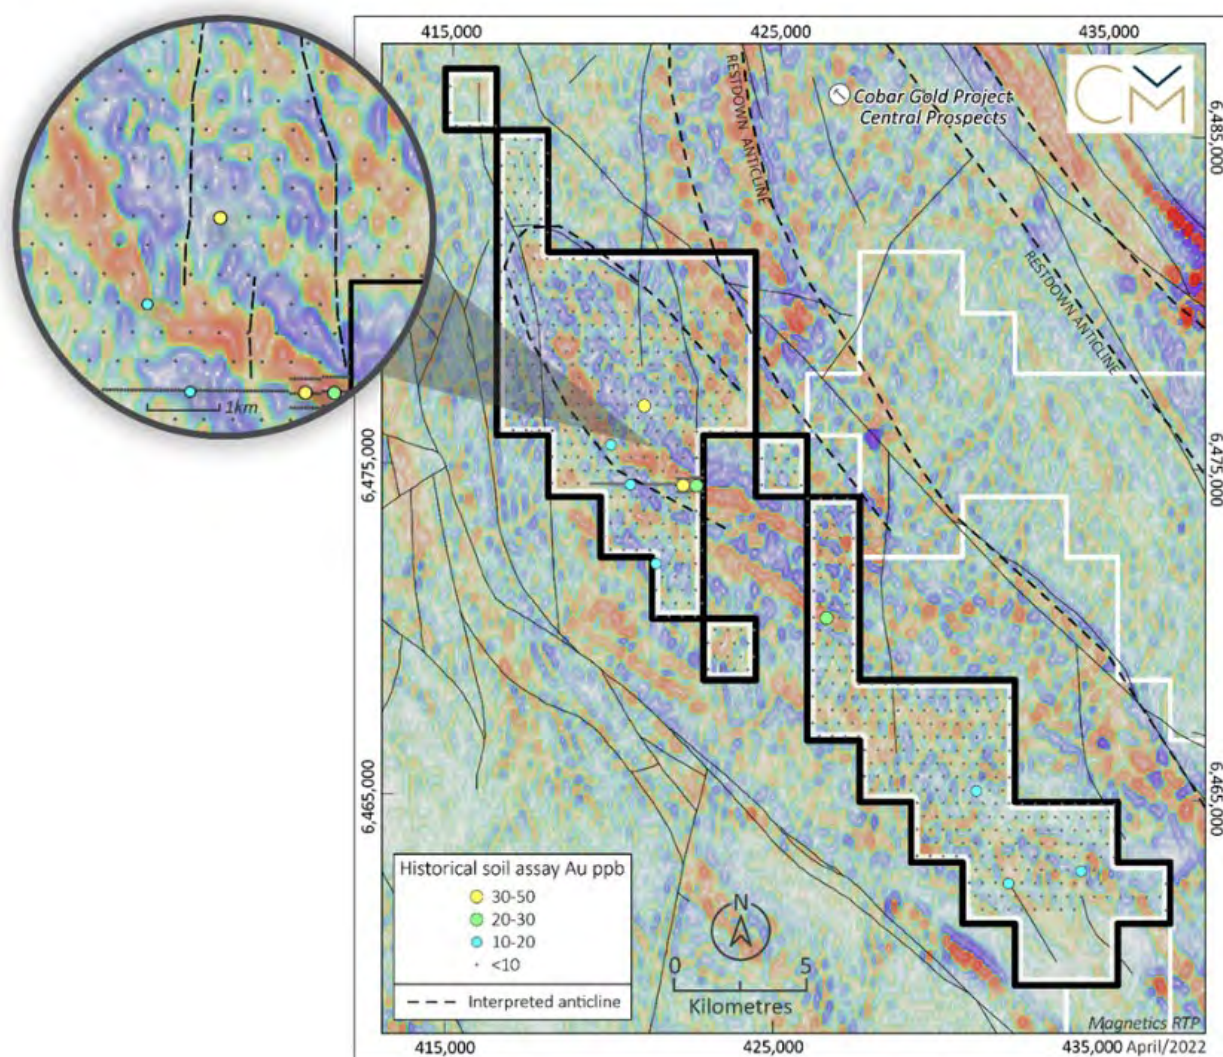 415,000
425,000
435,000
RESTDOWN ANTICLINE
Cobar Gold Project
Central Prospects
CM
6,485,000
RESTDOWN ANTICLINE
1km
6,475,000
6,475,000
6,465,000
6,465,000
Historical soil assay Au ppb
30-50
20-30
10-20
<10
Interpreted anticline
N
0 5
Kilometres
Magnetics RTP
415,000
425,000
435,000 April/2022